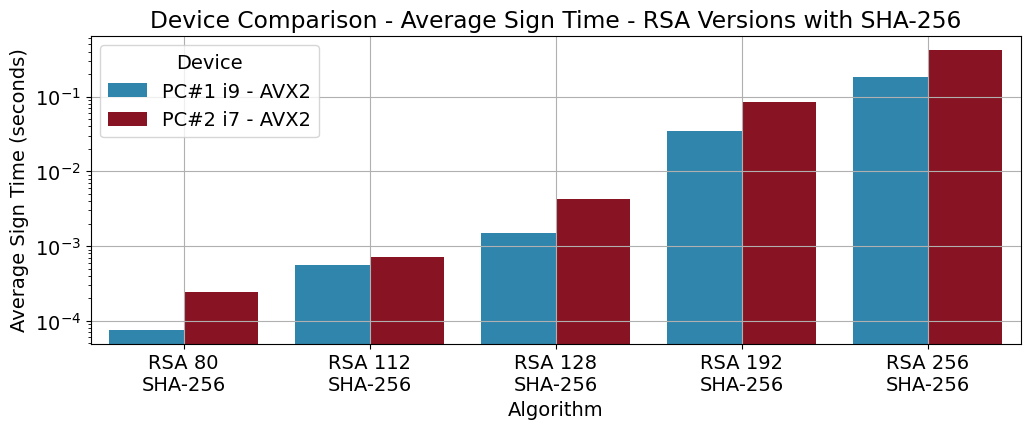 Device Comparison - Average Sign Time - RSA Versions with SHA-256
Average Sign Time (seconds)
Device
PC#1 i9 - AVX2
PC#2 i7 - AVX2
10⁻¹
10⁻²
10⁻³
10⁻⁴
RSA 80
SHA-256
RSA 112
SHA-256
RSA 128
SHA-256
RSA 192
SHA-256
RSA 256
SHA-256
Algorithm